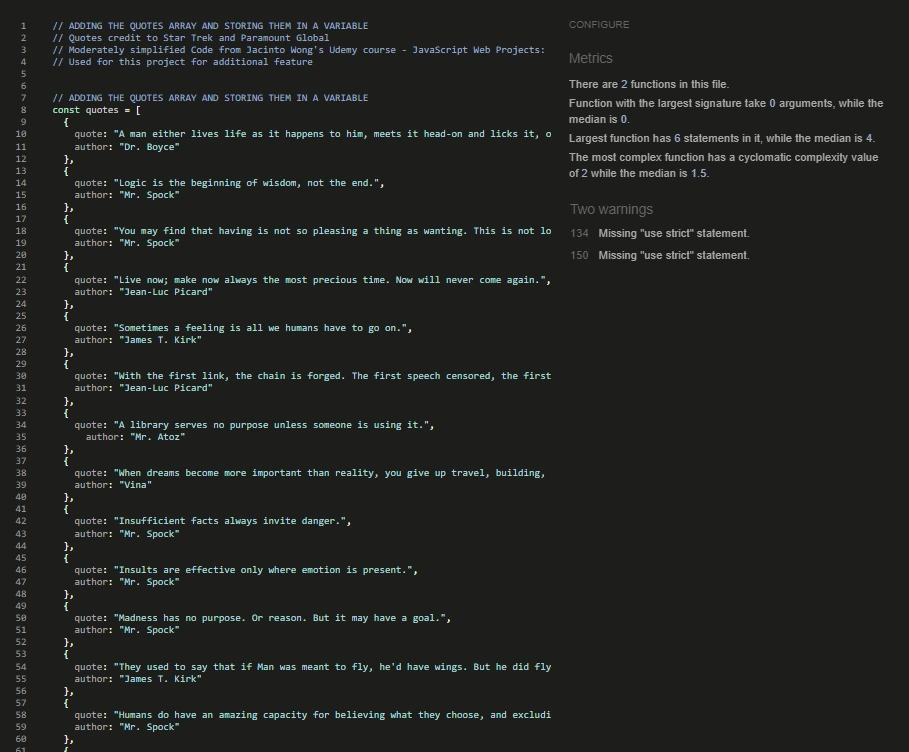 1 // ADDING THE QUOTES ARRAY AND STORING THEM IN A VARIABLE
2 // Quotes credit to Star Trek and Paramount Global
3 // Moderately simplified Code from Jacinto Wong's Udemy course - JavaScript Web Projects:
4 // Used for this project for additional feature
5
6
7 // ADDING THE QUOTES ARRAY AND STORING THEM IN A VARIABLE
8 const quotes = [
9 {
10 quote: "A man either lives life as it happens to him, meets it head-on and licks it, o
11 author: "Dr. Boyce"
12 },
13 {
14 quote: "Logic is the beginning of wisdom, not the end.",
15 author: "Mr. Spock"
16 },
17 {
18 quote: "You may find that having is not so pleasing a thing as wanting. This is not lo
19 author: "Mr. Spock"
20 },
21 {
22 quote: "Live now; make now always the most precious time. Now will never come again.",
23 author: "Jean-Luc Picard"
24 },
25 {
26 quote: "Sometimes a feeling is all we humans have to go on.",
27 author: "James T. Kirk"
28 },
29 {
30 quote: "With the first link, the chain is forged. The first speech censored, the first
31 author: "Jean-Luc Picard"
32 },
33 {
34 quote: "A library serves no purpose unless someone is using it.",
35 author: "Mr. Atoz"
36 },
37 {
38 quote: "When dreams become more important than reality, you give up travel, building,
39 author: "Vina"
40 },
41 {
42 quote: "Insufficient facts always invite danger.",
43 author: "Mr. Spock"
44 },
45 {
46 quote: "Insults are effective only where emotion is present.",
47 author: "Mr. Spock"
48 },
49 {
50 quote: "Madness has no purpose. Or reason. But it may have a goal.",
51 author: "Mr. Spock"
52 },
53 {
54 quote: "They used to say that if Man was meant to fly, he'd have wings. But he did fly
55 author: "James T. Kirk"
56 },
57 {
58 quote: "Humans do have an amazing capacity for believing what they choose, and excludi
59 author: "Mr. Spock"
60 },
61 {
CONFIGURE
Metrics
There are 2 functions in this file.
Function with the largest signature take 0 arguments, while the
median is 0.
Largest function has 6 statements in it, while the median is 4.
The most complex function has a cyclomatic complexity value
of 2 while the median is 1.5.
Two warnings
134 Missing "use strict" statement.
150 Missing "use strict" statement.